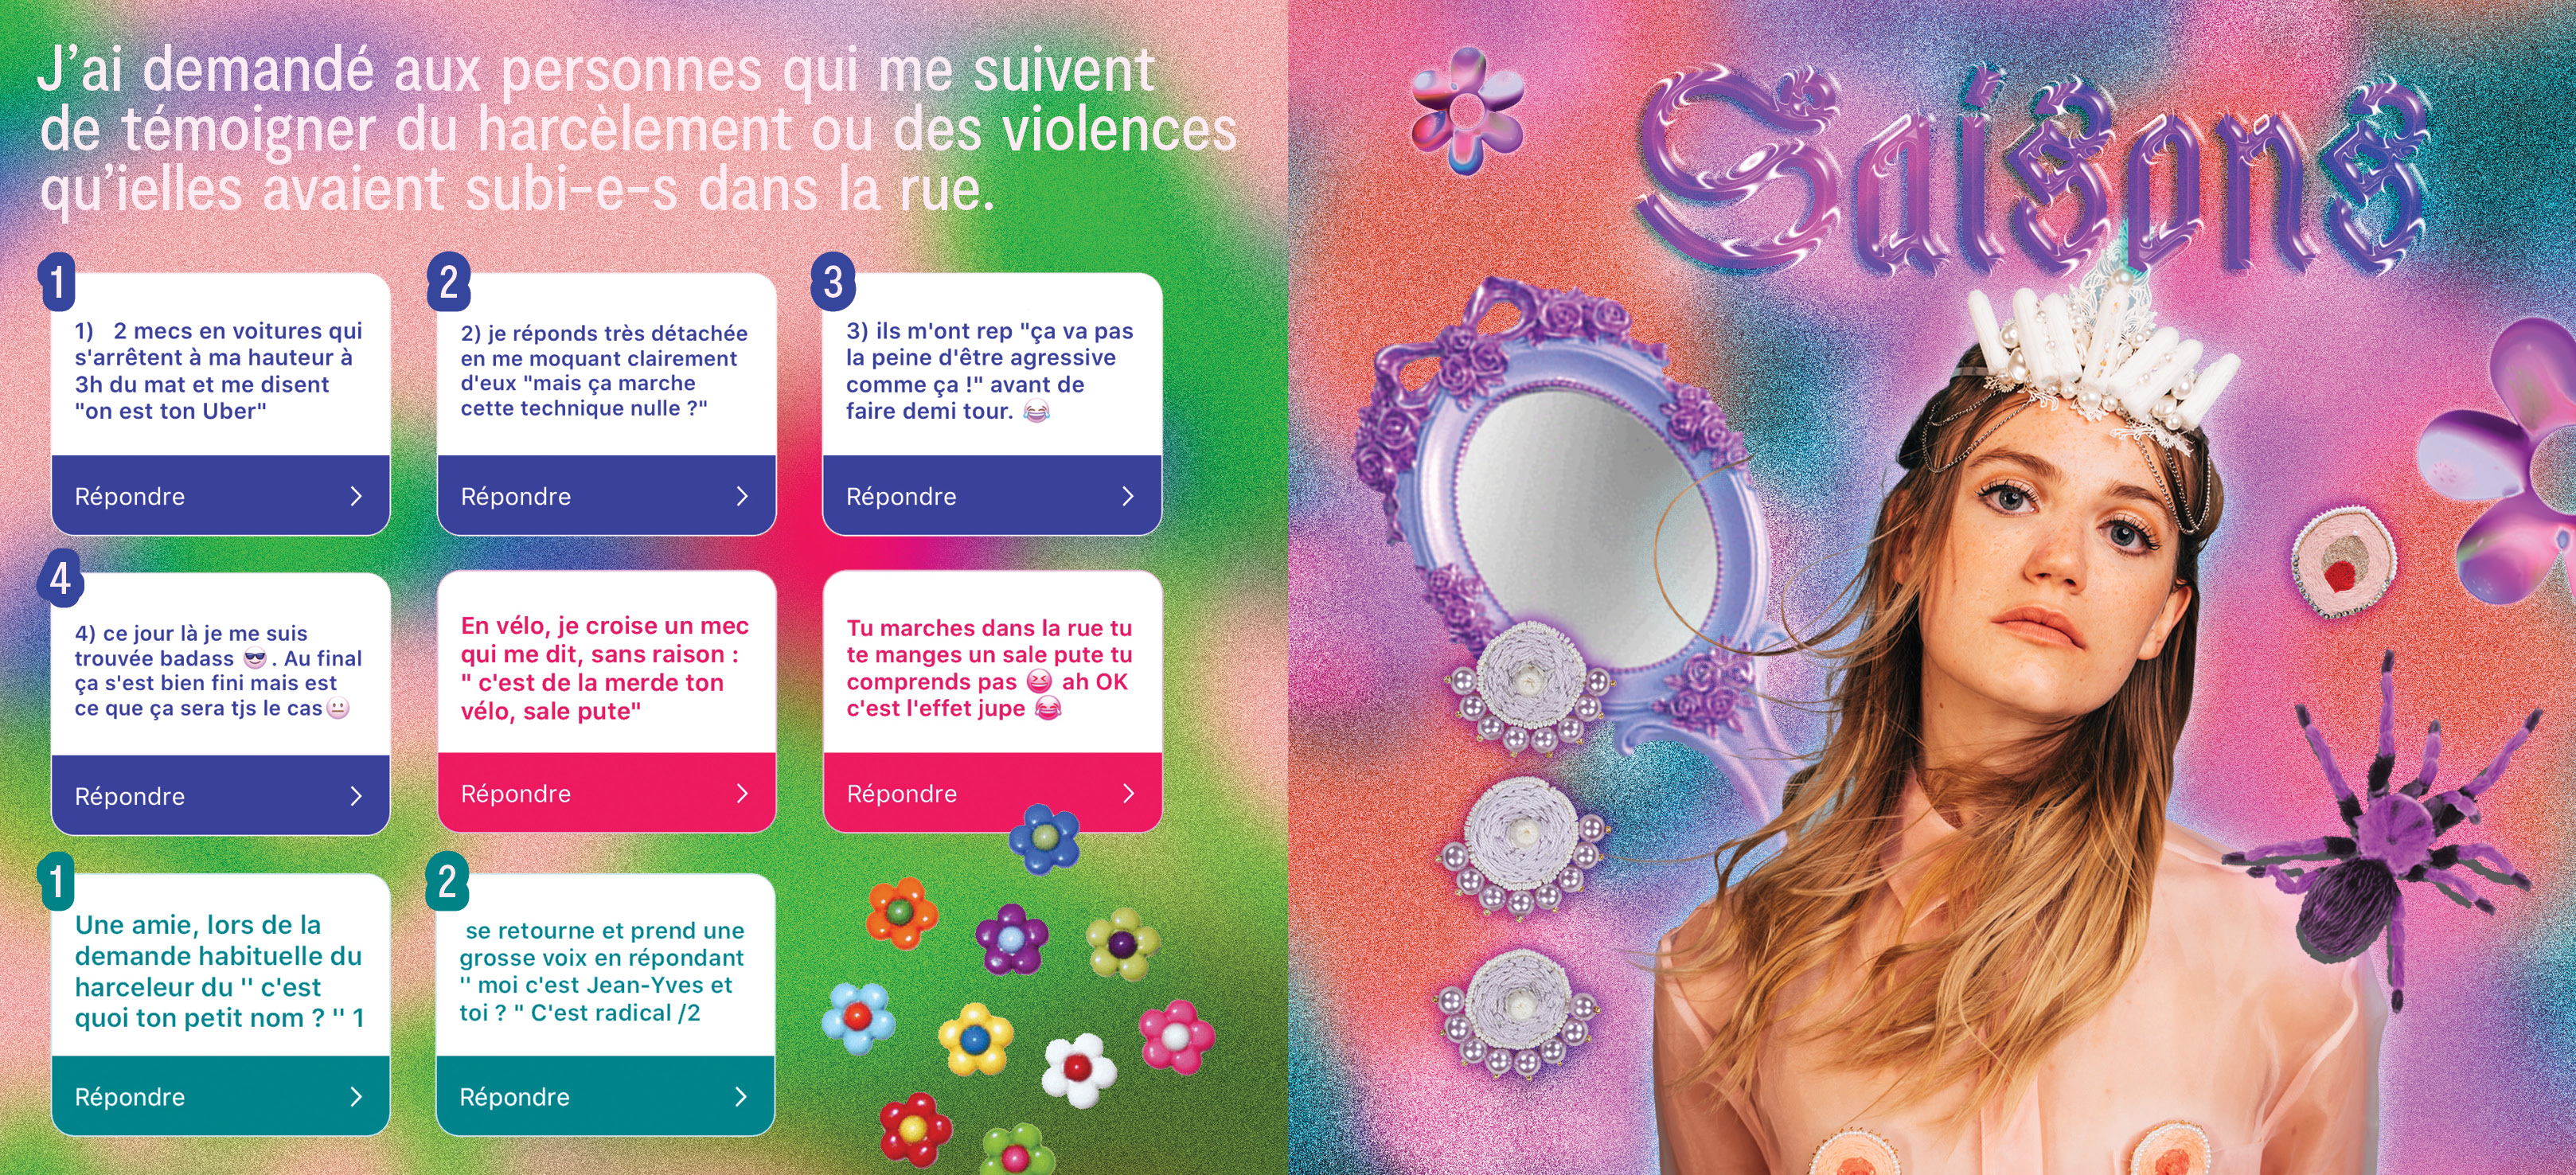 J'ai demandé aux personnes qui me suivent
de témoigner du harcèlement ou des violences
qu'ielles avaient subi-e-s dans la rue.
1
1) 2 mecs en voitures qui
s'arrêtent à ma hauteur à
3h du mat et me disent
"on est ton Uber"
Répondre
2
2) je réponds très détachée
en me moquant clairement
d'eux "mais ça marche
cette technique nulle ?"
Répondre
3
3) ils m'ont rep "ça va pas
la peine d'être agressive
comme ça !" avant de
faire demi tour. 😂
Répondre
4
4) ce jour là je me suis
trouvée badass 😎 . Au final
ça s'est bien fini mais est
ce que ça sera tjs le cas😐
Répondre
En vélo, je croise un mec
qui me dit, sans raison :
" c'est de la merde ton
vélo, sale pute"
Répondre
Tu marches dans la rue tu
te manges un sale pute tu
comprends pas 😆 ah OK
c'est l'effet jupe 😂
Répondre
1
Une amie, lors de la
demande habituelle du
harceleur du '' c'est
quoi ton petit nom ? '' 1
Répondre
2
se retourne et prend une
grosse voix en répondant
'' moi c'est Jean-Yves et
toi ? " C'est radical /2
Répondre
Saisons